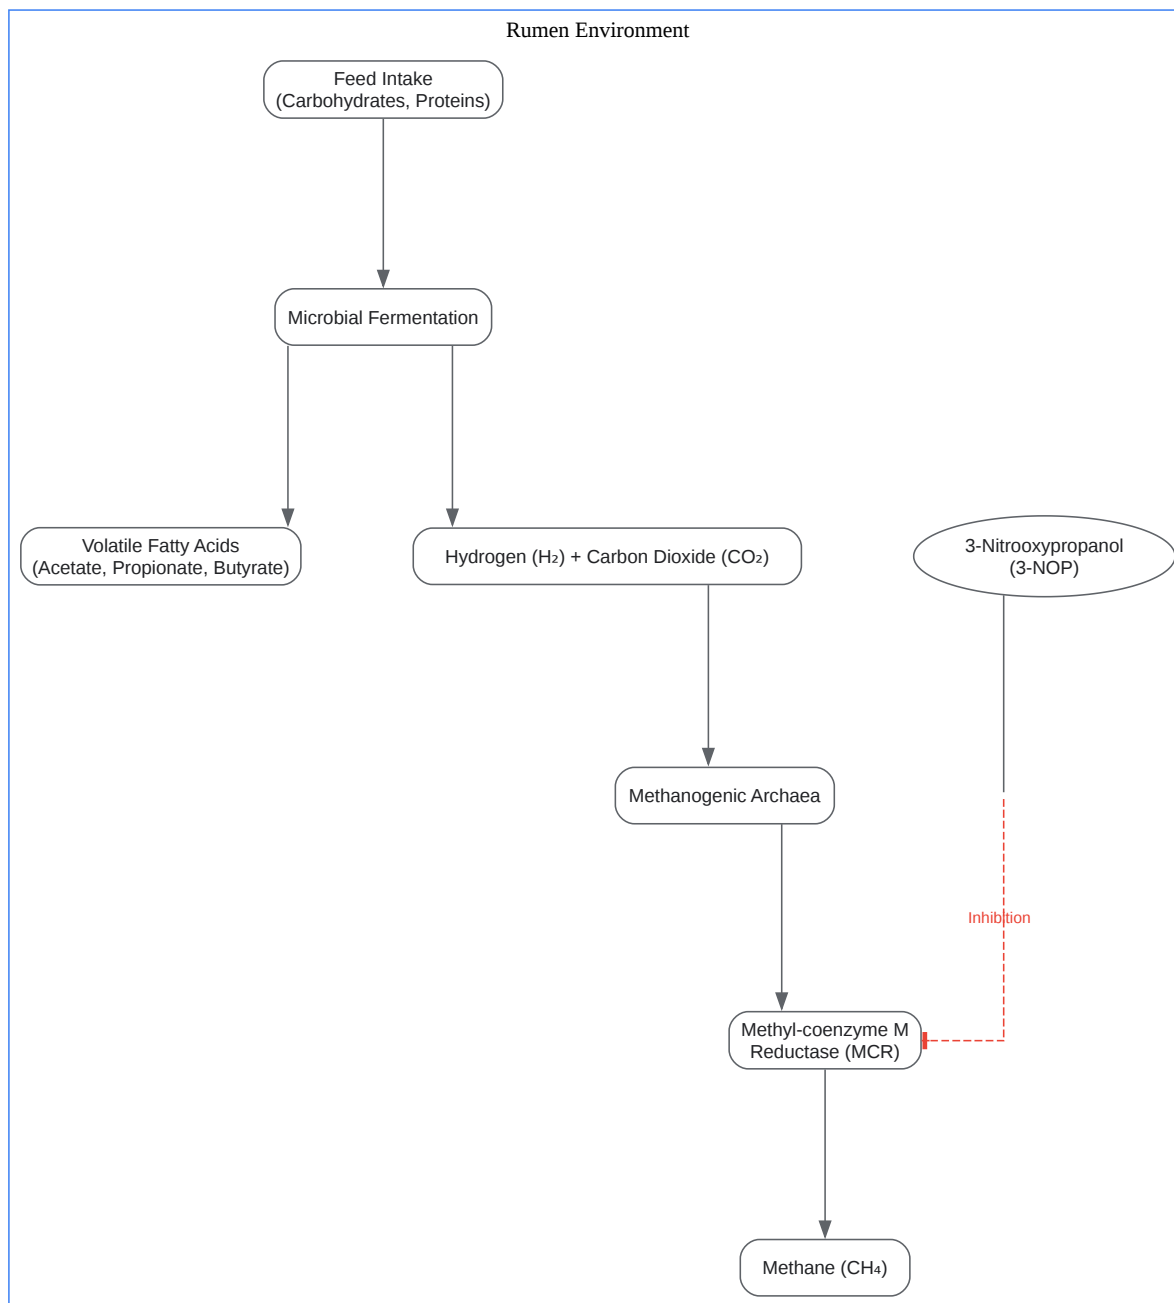 Rumen Environment
Feed Intake
(Carbohydrates, Proteins)
Microbial Fermentation
Volatile Fatty Acids
(Acetate, Propionate, Butyrate)
Hydrogen (H₂) + Carbon Dioxide (CO₂)
3-Nitrooxypropanol
(3-NOP)
Methanogenic Archaea
Inhibition
Methyl-coenzyme M
Reductase (MCR)
Methane (CH₄)